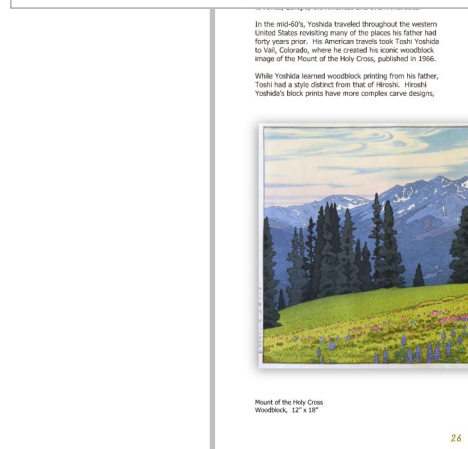 In the mid-60's, Yoshida traveled throughout the western
United States revisiting many of the places his father had
forty years prior. His American travels took Toshi Yoshida
to Vail, Colorado, where he created his iconic woodblock
image of the Mount of the Holy Cross, published in 1966.
While Yoshida learned woodblock printing from his father,
Toshi had a style distinct from that of Hiroshi. Hiroshi
Yoshida's block prints have more complex carve designs,
Mount of the Holy Cross
Woodblock, 12" x 18"
26